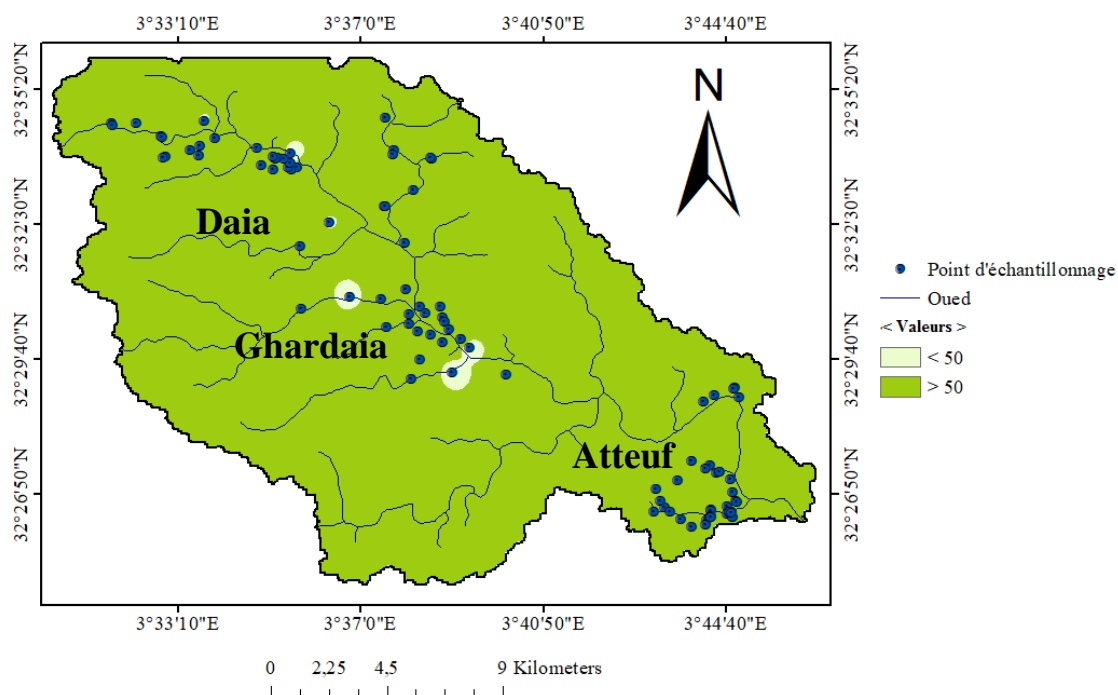 3°33'10"E 3°37'0"E 3°40'50"E 3°44'40"E
32°35'20"N
32°32'30"N
32°29'40"N
32°26'50"N
N
Daia
Ghardaia
Atteuf
32°35'20"N
32°32'30"N
32°29'40"N
32°26'50"N
Point d'échantillonnage
Oued
< Valeurs >
< 50
> 50
3°33'10"E 3°37'0"E 3°40'50"E 3°44'40"E
0 2,25 4,5 9 Kilometers